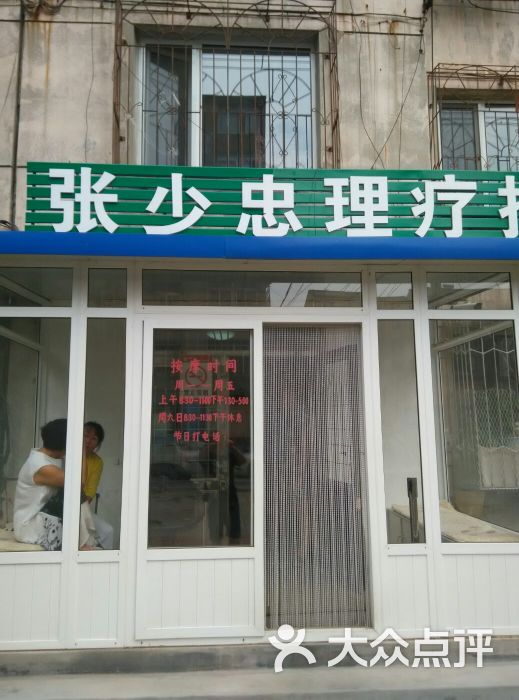 张少忠理疗按
按摩时间
周一 周五
上午830-1100下午130-500
周六日830-1130下午休息
节日打电话
大众点评